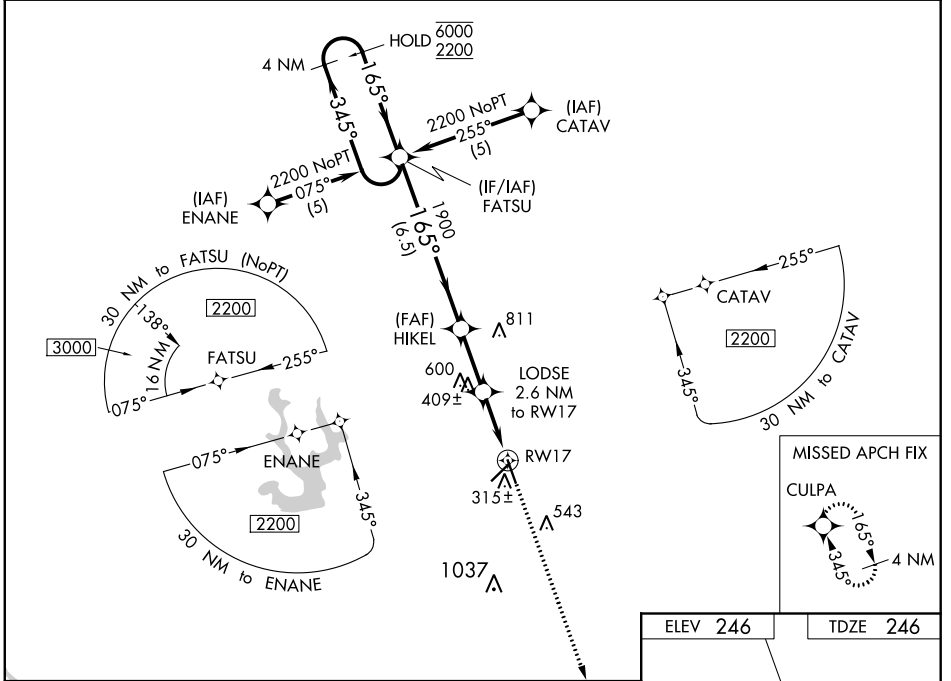 HOLD 6000
2200
4 NM
165°
345°
2200 NoPT
255°
(5)
(IAF)
CATAV
2200 NoPT
075°
(5)
(IAF)
ENANE
(IF/IAF)
FATSU
1900
165°
(6.5)
30 NM to FATSU (NoPT)
2200
138°
3000
16 NM
FATSU
255°
075°
(FAF)
HIKEL
811
600
409±
LODSE
2.6 NM
to RW17
RW17
315±
543
1037
255°
CATAV
2200
345°
30 NM to CATAV
075°
ENANE
345°
2200
30 NM to ENANE
MISSED APCH FIX
CULPA
165°
345°
4 NM
ELEV 246
TDZE 246